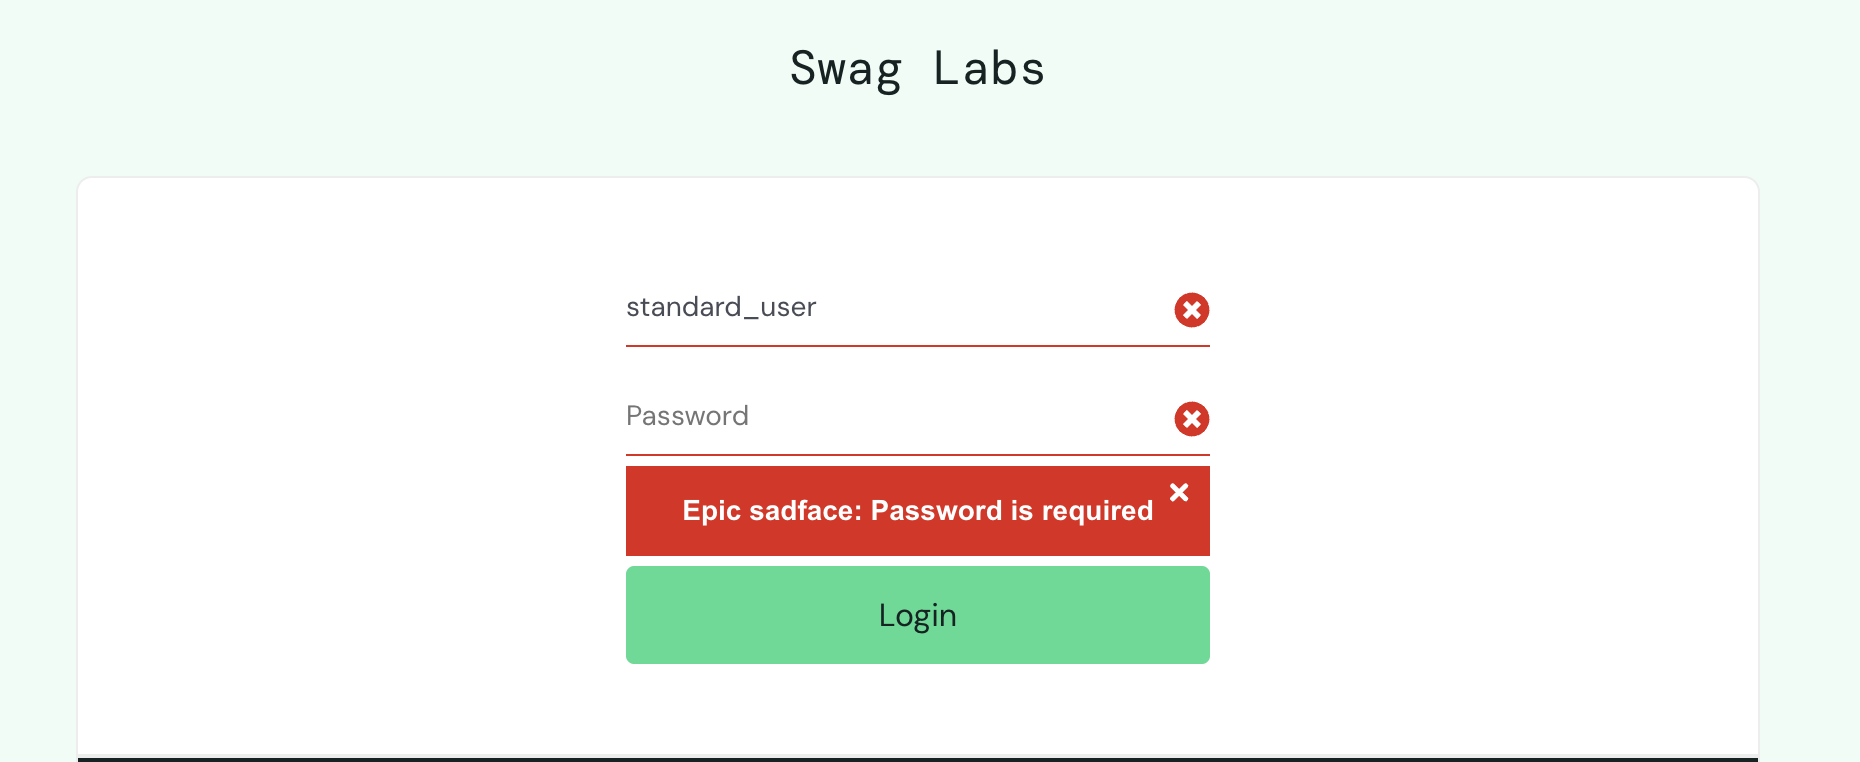 Swag Labs
standard_user
Password
Epic sadface: Password is required
Login